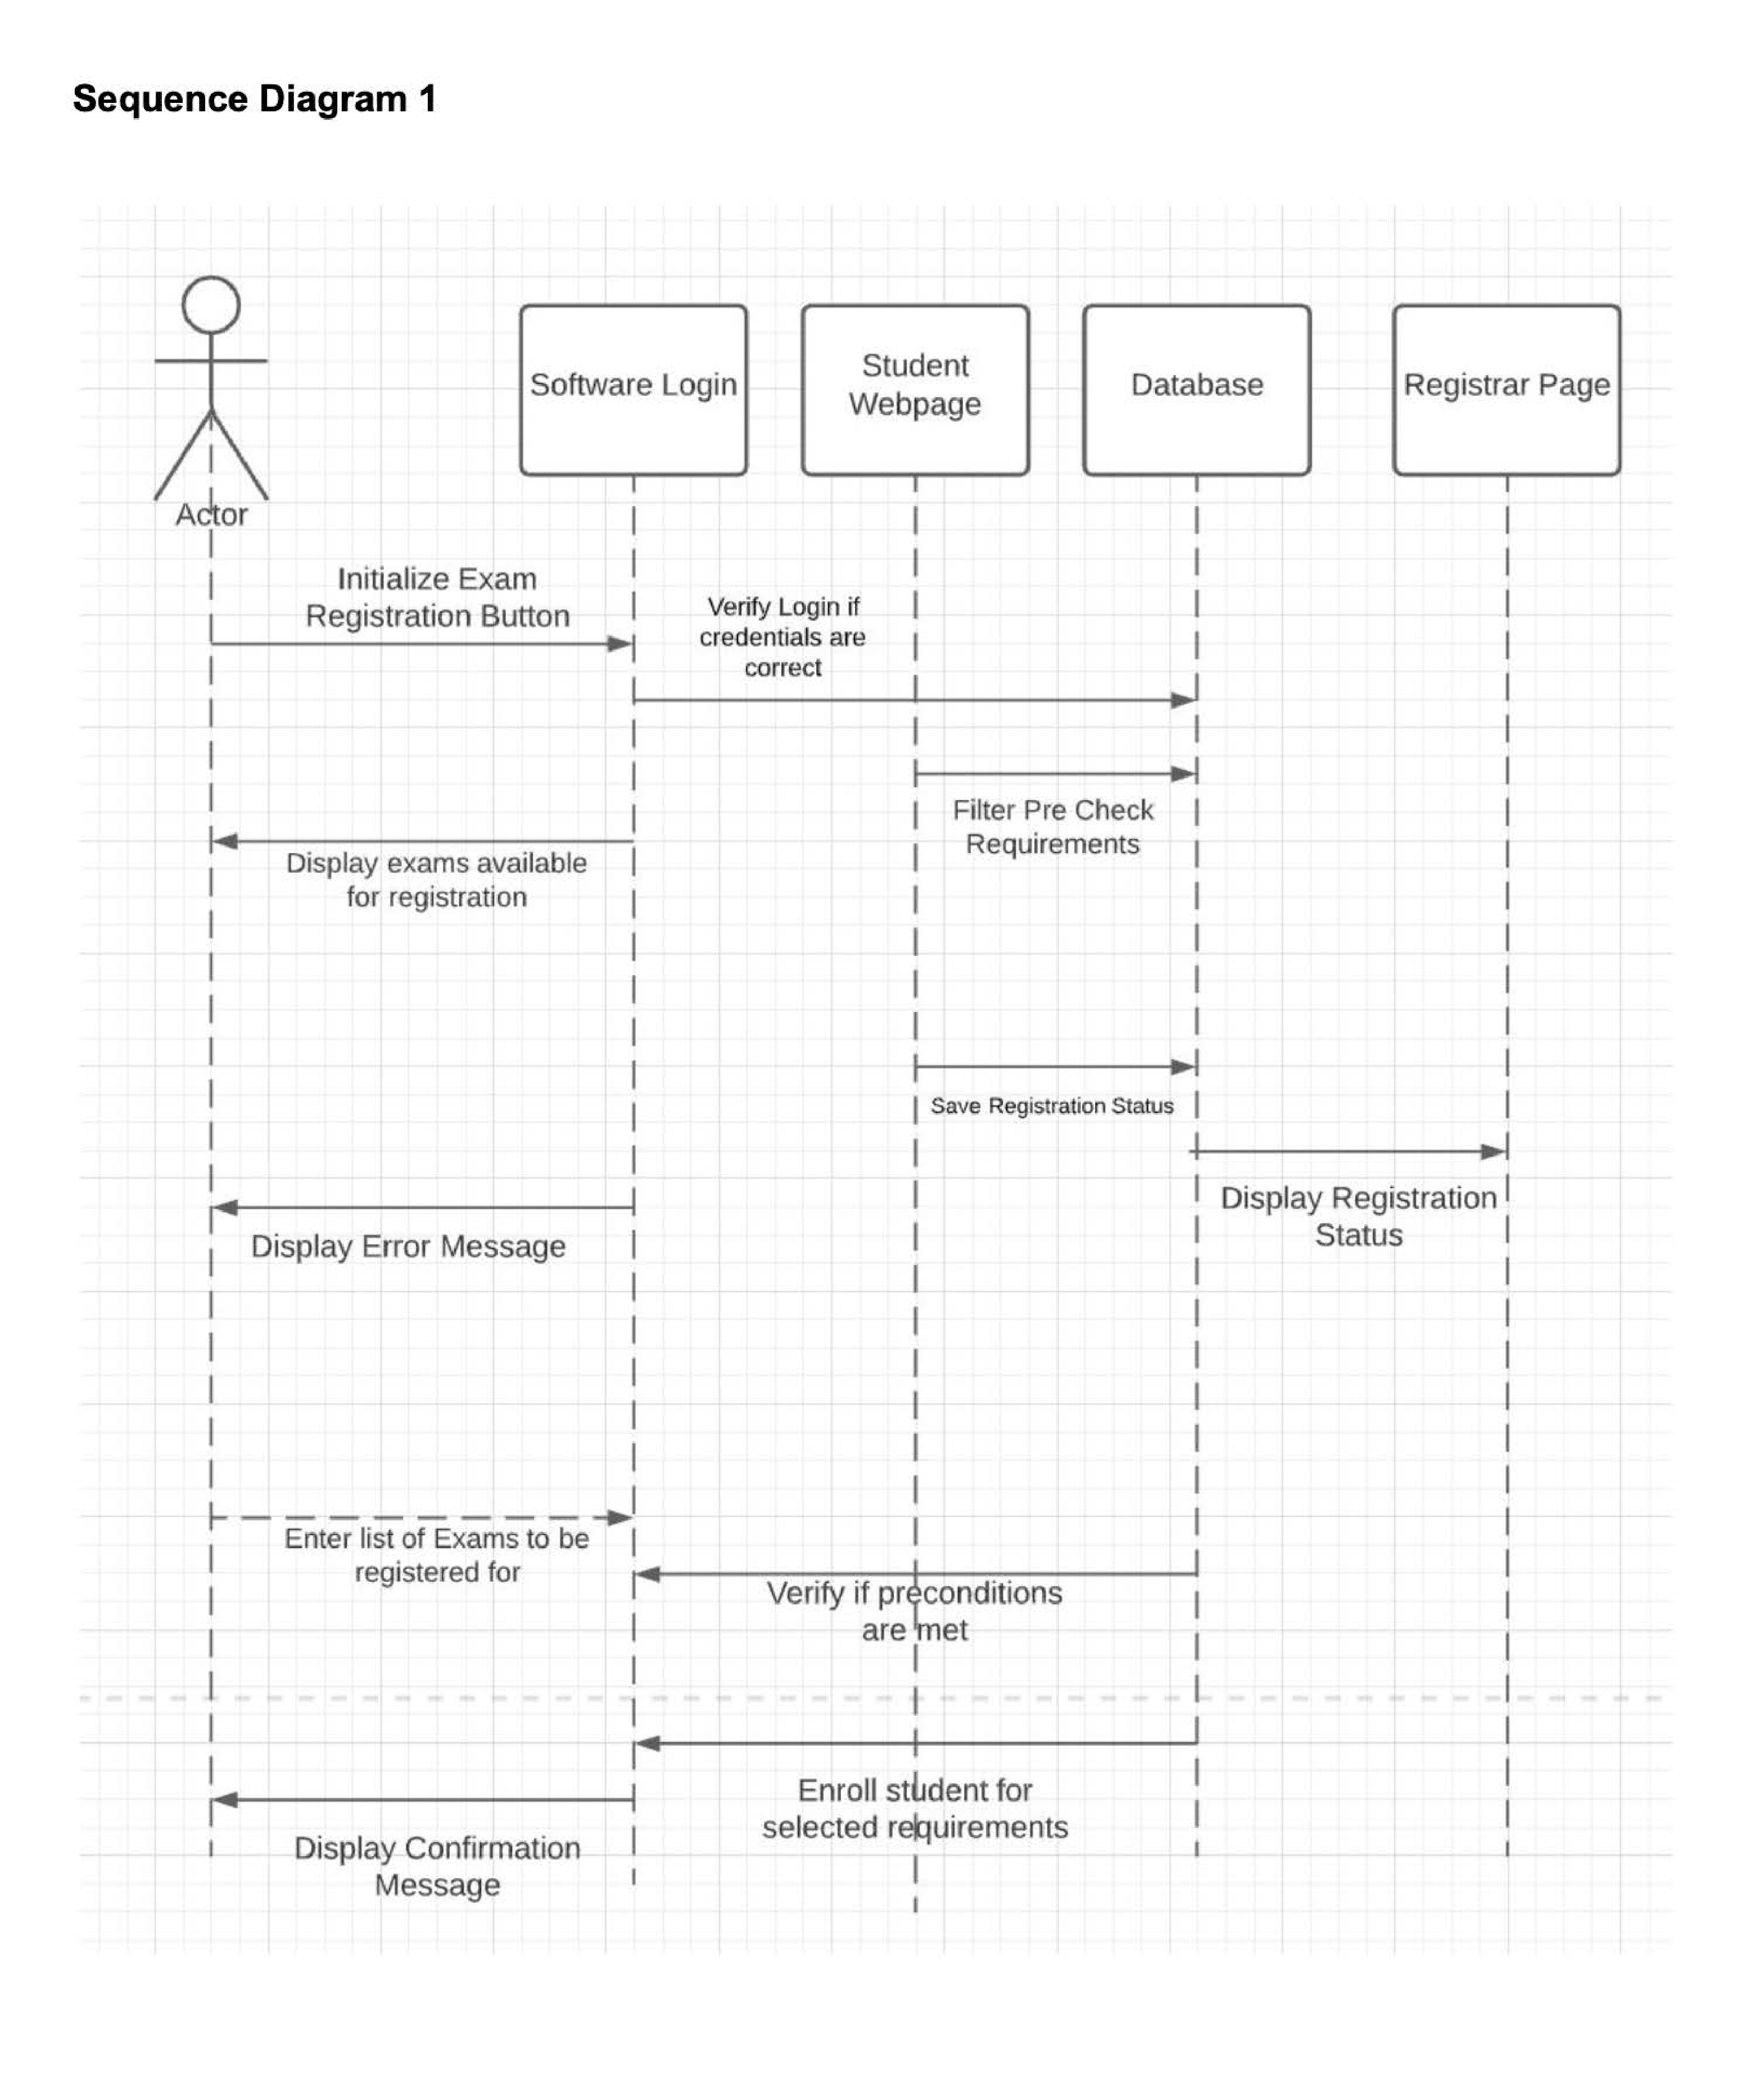 Sequence Diagram 1
Actor
Software Login
Student
Webpage
Database
Registrar Page
Initialize Exam
Registration Button
Verify Login if
credentials are
correct
Filter Pre Check
Requirements
Display exams available
for registration
Save Registration Status
Display Registration
Status
Display Error Message
Enter list of Exams to be
registered for
Verify if preconditions
are met
Enroll student for
selected requirements
Display Confirmation
Message